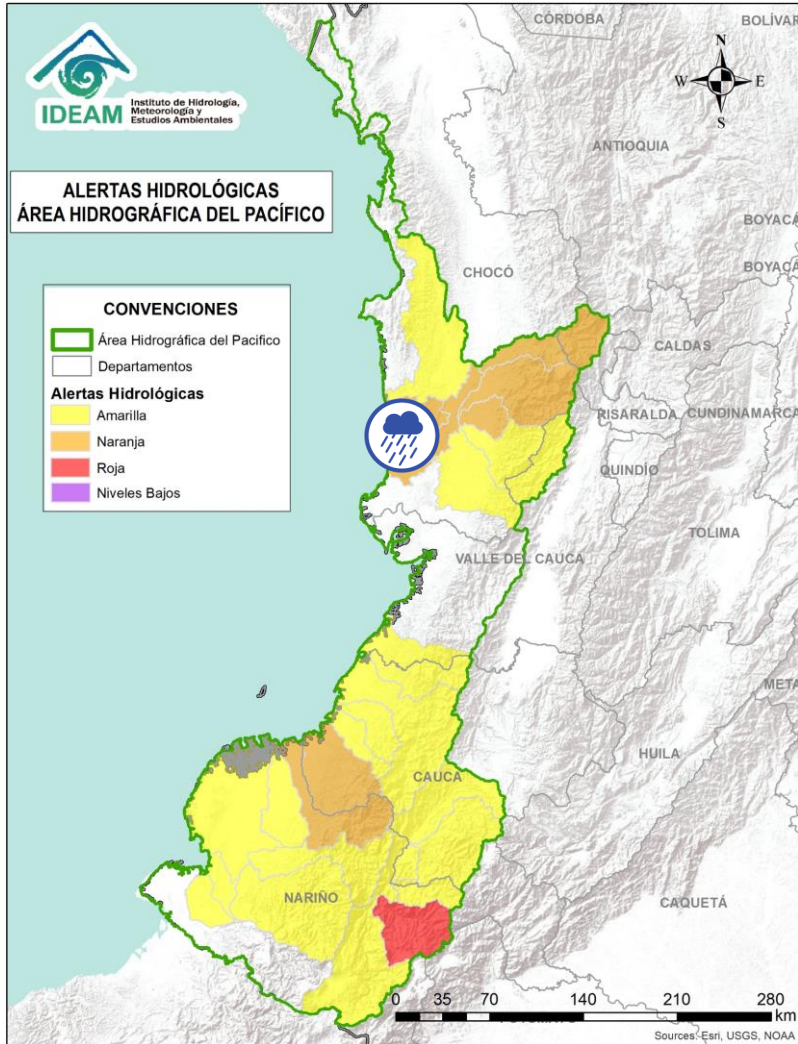 CÓRDOBA
BOLÍVAR
IDEAM
Instituto de Hidrología,
Meteorología y
Estudios Ambientales
N
W
E
S
ANTIOQUIA
ALERTAS HIDROLÓGICAS
ÁREA HIDROGRÁFICA DEL PACÍFICO
BOYACÁ
BOYACÁ
CHOCÓ
CONVENCIONES
Área Hidrográfica del Pacifico
Departamentos
Alertas Hidrológicas
Amarilla
Naranja
Roja
Niveles Bajos
CALDAS
RISARALDA
CUNDINAMARCA
QUINDÍO
TOLIMA
VALLE DEL CAUCA
META
HUILA
CAUCA
NARIÑO
CAQUETÁ
0 35 70 140 210 280
km
Sources: Esri, USGS, NOAA